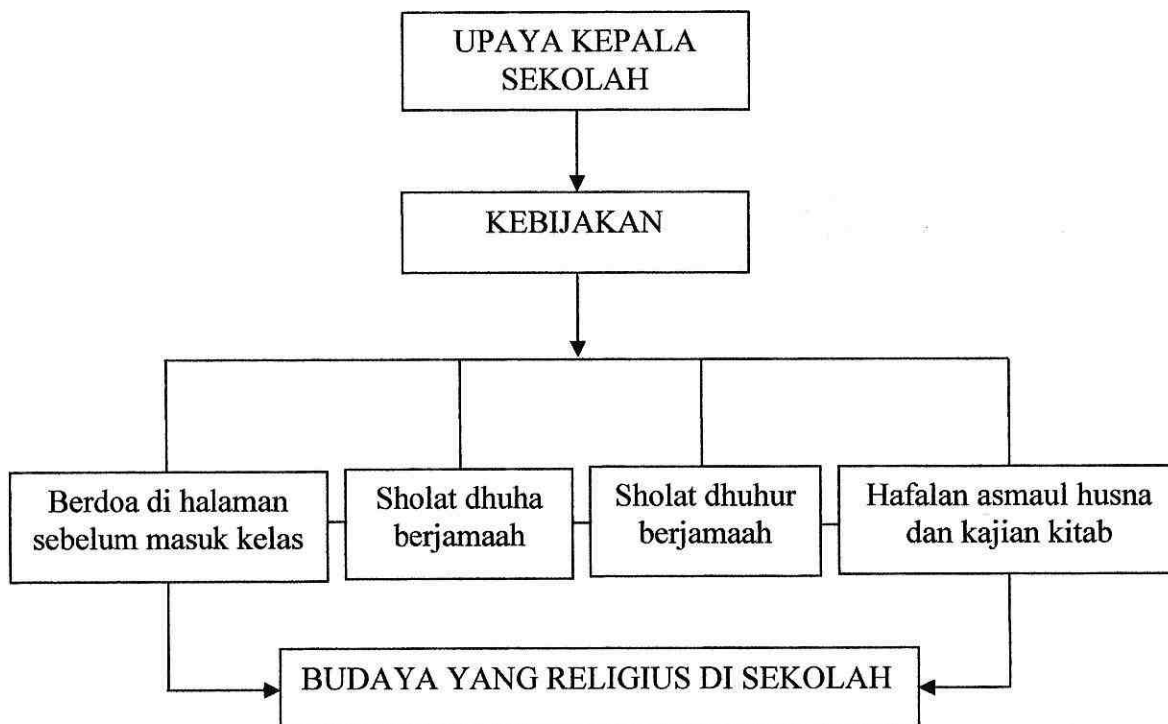 UPAYA KEPALA
SEKOLAH
KEBIJAKAN
Berdoa di halaman
sebelum masuk kelas
Sholat dhuha
berjamaah
Sholat dhuhur
berjamaah
Hafalan asmaul husna
dan kajian kitab
BUDAYA YANG RELIGIUS DI SEKOLAH